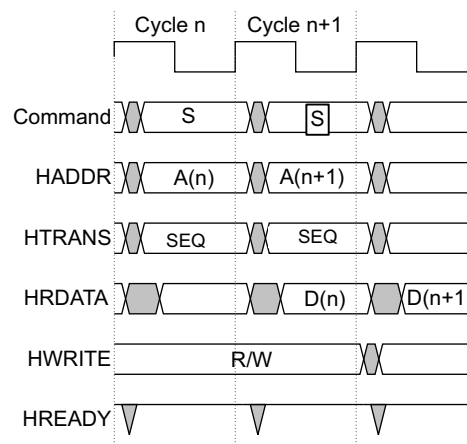 Cycle n Cycle n+1
Command S S
HADDR A(n) A(n+1)
HTRANS SEQ SEQ
HRDATA D(n) D(n+1
HWRITE R/W
HREADY